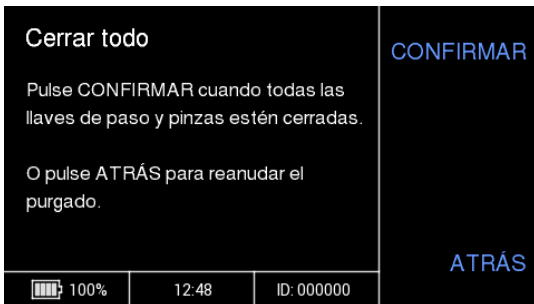 Cerrar todo
CONFIRMAR
Pulse CONFIRMAR cuando todas las
llaves de paso y pinzas estén cerradas.
O pulse ATRÁS para reanudar el
purgado.
ATRÁS
100%
12:48
ID: 000000